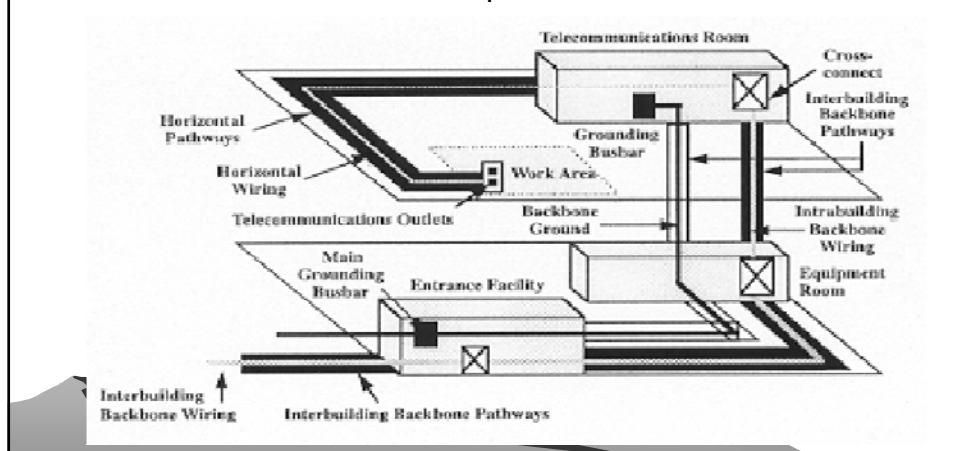 Telecommunications Room
Cross-
connect
Interbuilding
Backbone
Pathways
Horizontal
Pathways
Grounding
Busbar
Horizontal
Wiring
Work Area
Telecommunications Outlets
Backbone
Ground
Intrabuilding
Backbone
Wiring
Main
Grounding
Busbar
Entrance Facility
Equipment
Room
Interbuilding
Backbone Wiring
Interbuilding Backbone Pathways